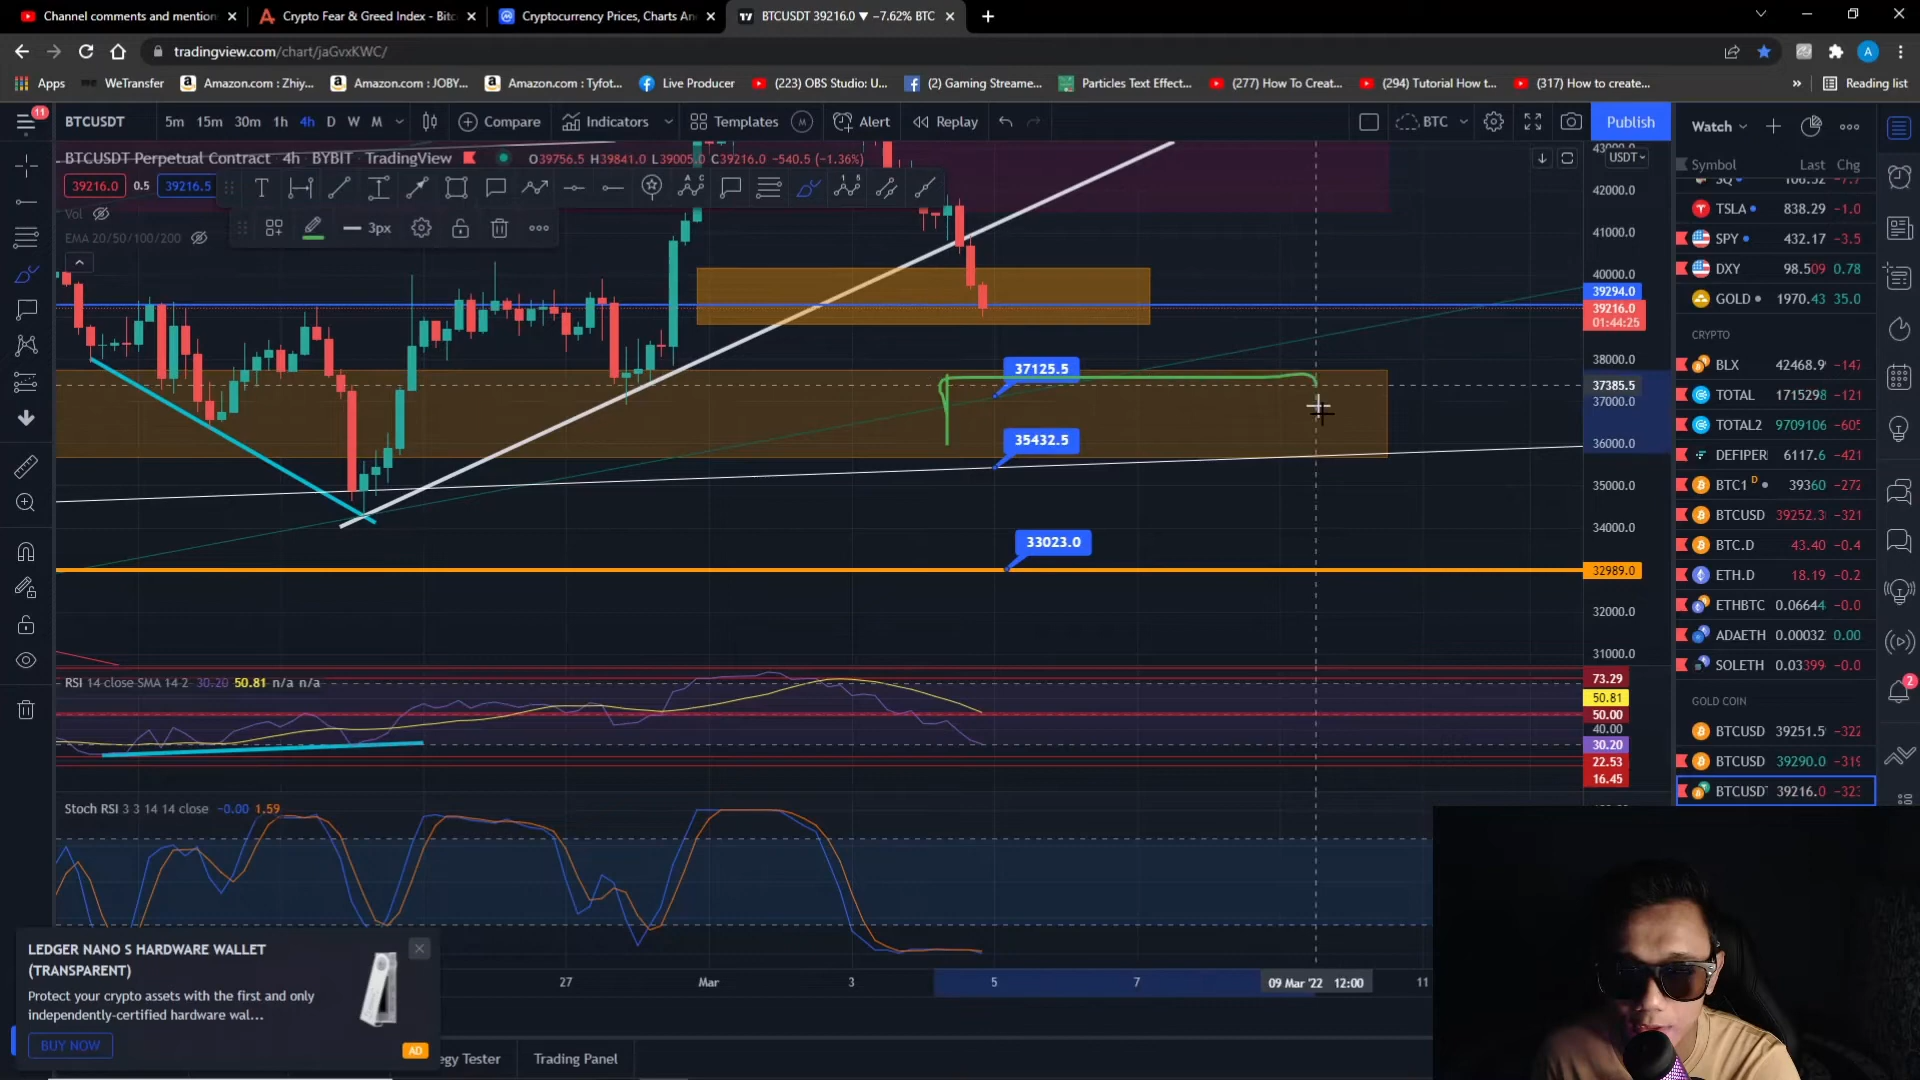 Channel comments and mention
Crypto Fear & Greed Index - Bitc
Cryptocurrency Prices, Charts An
BTCUSDT 39216.0 ▼ −7.62% BTC
tradingview.com/chart/jaGvxKWC/
Apps
WeTransfer
Amazon.com : Zhiy...
Amazon.com : JOBY...
Amazon.com : Tyfot...
Live Producer
(223) OBS Studio: U...
(2) Gaming Streame...
Particles Text Effect...
(277) How To Creat...
(294) Tutorial How t...
(317) How to create...
Reading list
11
BTCUSDT
5m 15m 30m 1h 4h D W M
Compare
Indicators
Templates
M
Alert
Replay
BTC
Publish
Watch
BTCUSDT Perpetual Contract · 4h · BYBIT · TradingView
O39756.5 H39841.0 L39005.0 C39216.0 −540.5 (−1.36%)
39216.0 0.5 39216.5
Vol
3px
EMA 20/50/100/200
USDT
43000.0
42000.0
41000.0
40000.0
39294.0
39216.0
01:44:25
38000.0
37385.5
37000.0
36000.0
35000.0
34000.0
32989.0
32000.0
31000.0
37125.5
35432.5
33023.0
RSI 14 close SMA 14 2 30.20 50.81 n/a n/a
73.29
50.81
50.00
40.00
30.20
22.53
16.45
Stoch RSI 3 3 14 14 close −0.00 1.59
27
Mar
3
5
7
09 Mar '22 12:00
11
Symbol Last Chg
TSLA 838.29 −1.0
SPY 432.17 −3.5
DXY 98.509 0.78
GOLD 1970.43 35.0
CRYPTO
BLX 42468.9 −147
TOTAL 1715298 −121
TOTAL2 9709106 −605
DEFIPER 6117.6 −421
BTC1 D 39360 −272
BTCUSD 39252.3 −321
BTC.D 43.40 −0.4
ETH.D 18.19 −0.2
ETHBTC 0.06644 −0.0
ADAETH 0.00032 0.00
SOLETH 0.03399 −0.0
GOLD COIN
BTCUSD 39251.5 −322
BTCUSD 39290.0 −319
BTCUSDT 39216.0 −323
2
LEDGER NANO S HARDWARE WALLET
(TRANSPARENT)
Protect your crypto assets with the first and only
independently-certified hardware wal...
BUY NOW
AD
egy Tester
Trading Panel